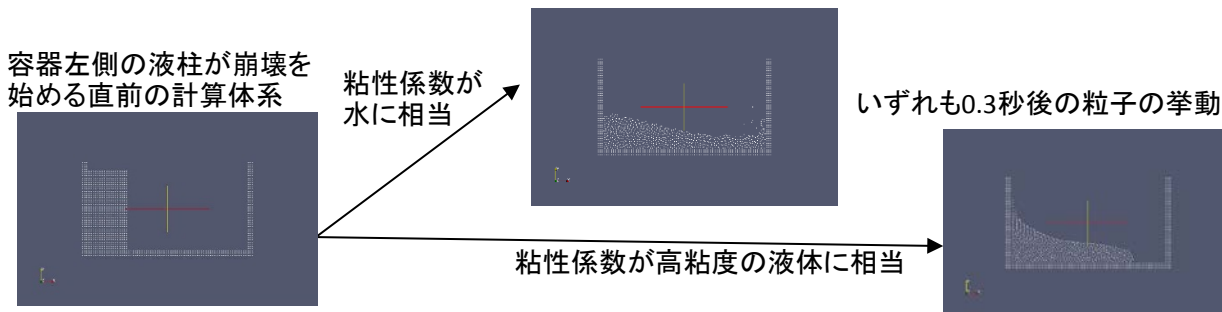 容器左側の液柱が崩壊を
始める直前の計算体系
粘性係数が
水に相当
いずれも0.3秒後の粒子の挙動
粘性係数が高粘度の液体に相当